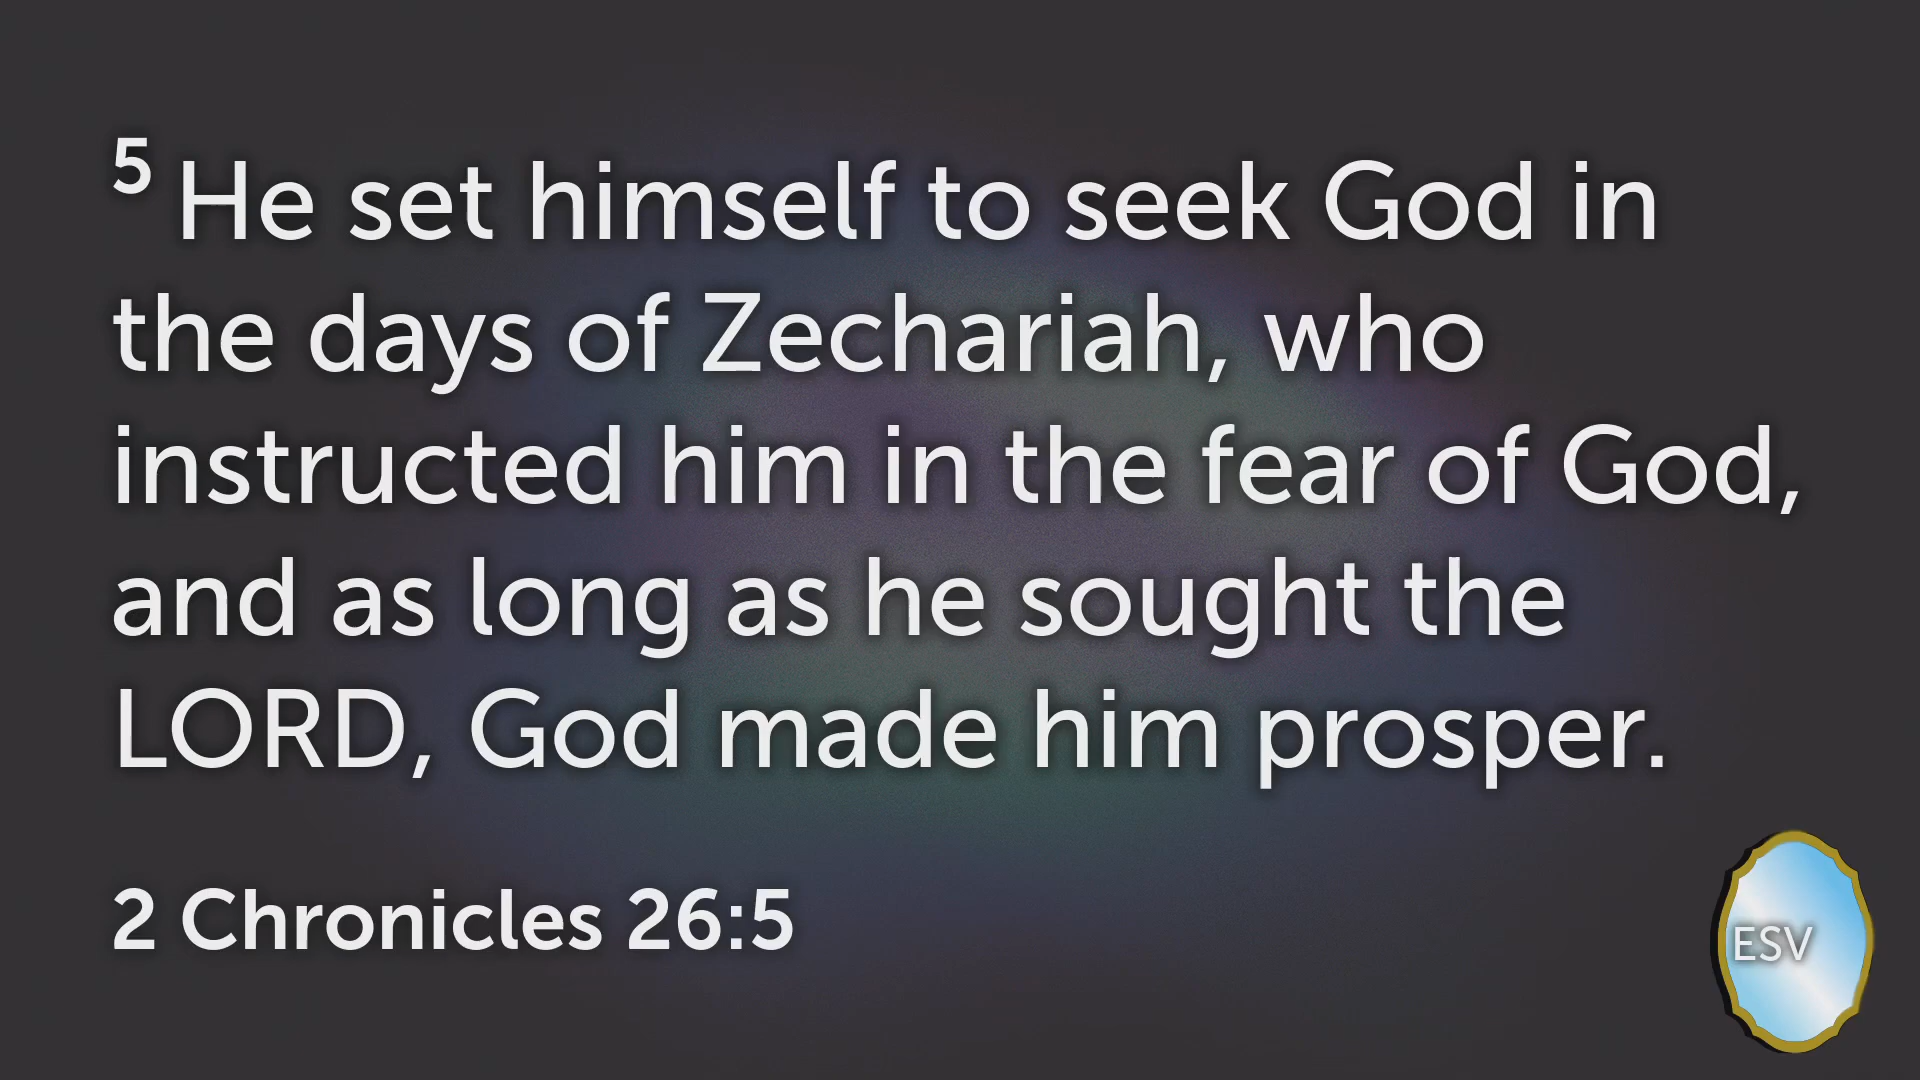 5 He set himself to seek God in
the days of Zechariah, who
instructed him in the fear of God,
and as long as he sought the
LORD, God made him prosper.
2 Chronicles 26:5
ESV